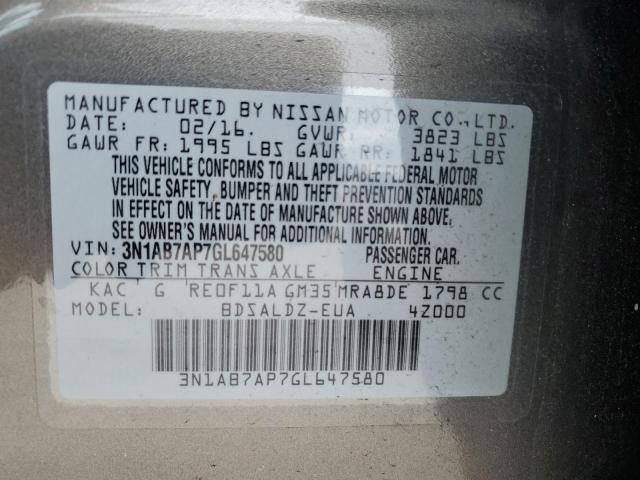 MANUFACTURED BY NISSAN MOTOR CO.,LTD.
DATE: 02/16. GVWR: 3823 LBS
GAWR FR: 1995 LBS GAWR RR: 1841 LBS
THIS VEHICLE CONFORMS TO ALL APPLICABLE FEDERAL MOTOR
VEHICLE SAFETY, BUMPER AND THEFT PREVENTION STANDARDS
IN EFFECT ON THE DATE OF MANUFACTURE SHOWN ABOVE.
SEE OWNER'S MANUAL FOR ADDITIONAL INFORMATION.
VIN: 3N1AB7AP7GL647580 PASSENGER CAR.
COLOR TRIM TRANS AXLE ENGINE
KAC G RE0F11A GM35 MRA8DE 1798 CC
MODEL: BDSALDZ-EUA 4Z000
3N1AB7AP7GL647580